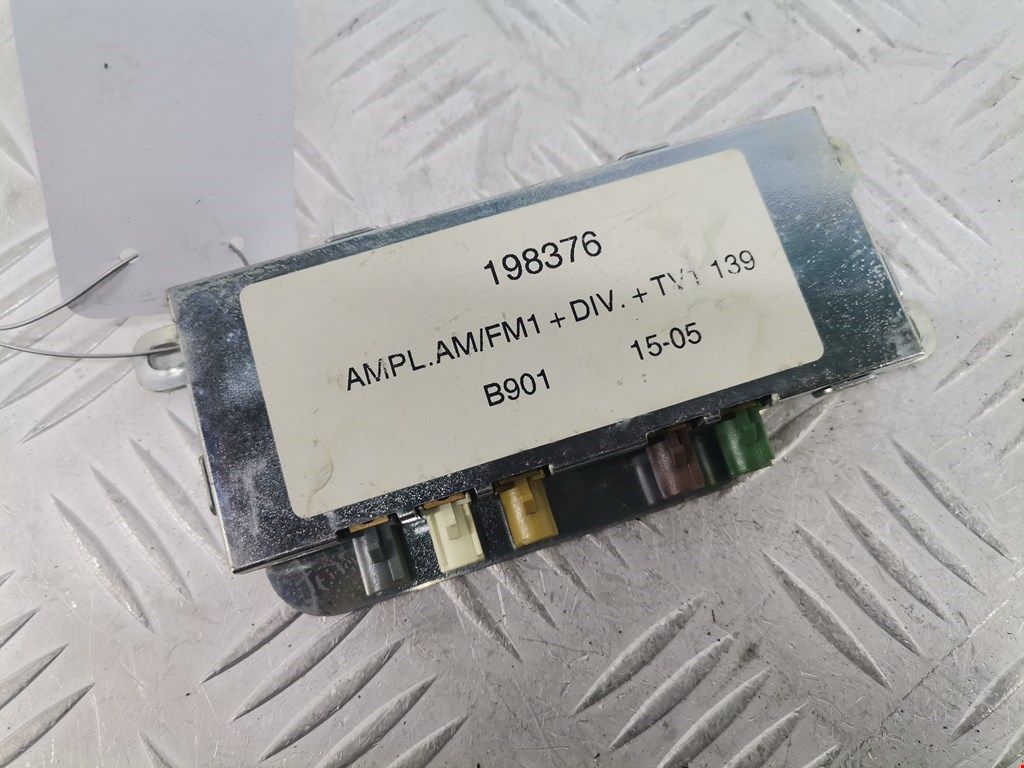 198376
AMPL.AM/FM1 + DIV. + TV1 139
B901 15-05